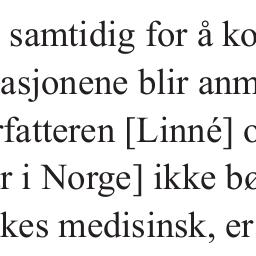 samtidig for å ko
asjonene blir anm
rfatteren [Linné] o
r i Norge] ikke bø
kes medisinsk, er